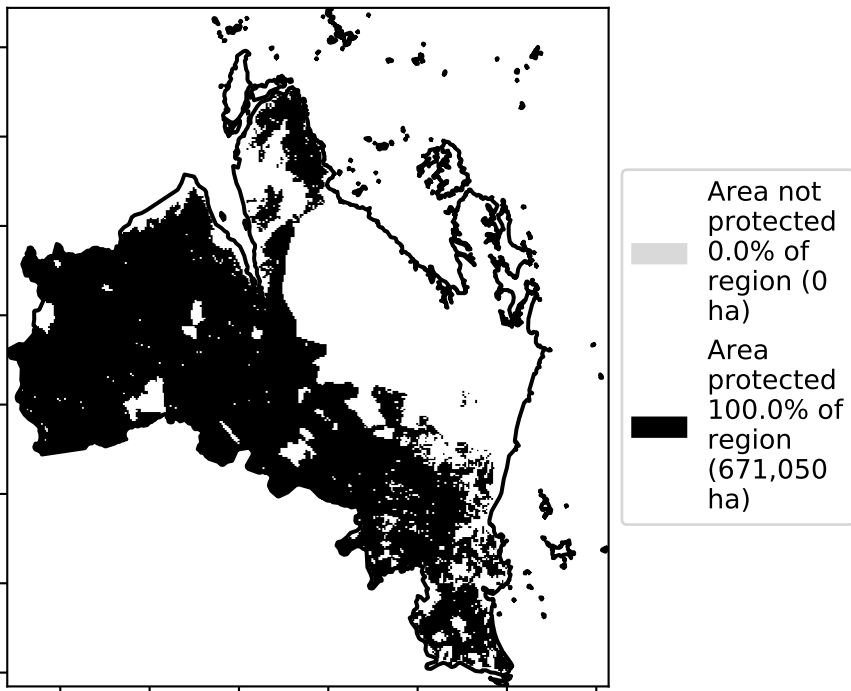 Area not
protected
0.0% of
region (0
ha)
Area
protected
100.0% of
region
(671,050
ha)